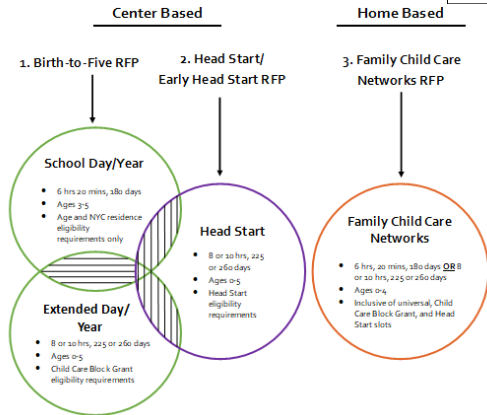 Center Based
Home Based
1. Birth-to-Five RFP
2. Head Start/
Early Head Start RFP
3. Family Child Care
Networks RFP
School Day/Year
• 6 hrs 20 mins, 180 days
• Ages 3-5
• Age and NYC residence
eligibility
requirements only
Extended Day/
Year
• 8 or 10 hrs, 225 or 260 days
• Ages 0-5
• Child Care Block Grant
eligibility requirements
Head Start
• 8 or 10 hrs, 225
or 260 days
• Ages 0-5
• Head Start
eligibility
requirements
Family Child Care
Networks
• 6 hrs, 20 mins, 180 days OR 8
or 10 hrs, 225 or 260 days
• Ages 0-4
• Inclusive of universal, Child
Care Block Grant, and Head
Start slots